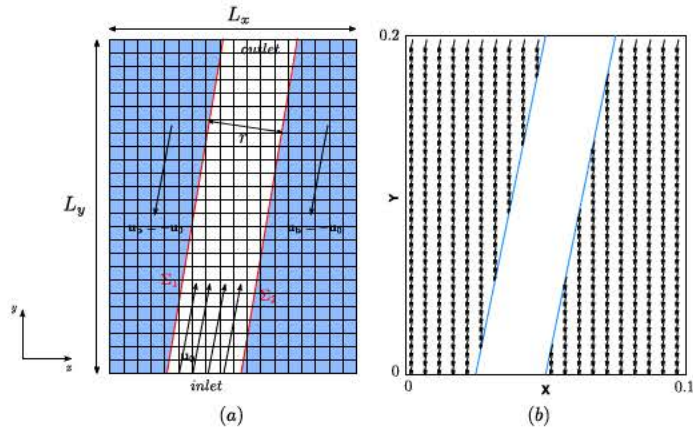 L_x
outlet
r
L_y
u_b = -u_0
u_b = -u_0
Σ_1
Σ_2
y
x
u_0
inlet
(a)
0.2
Y
0
0
X
0.1
(b)